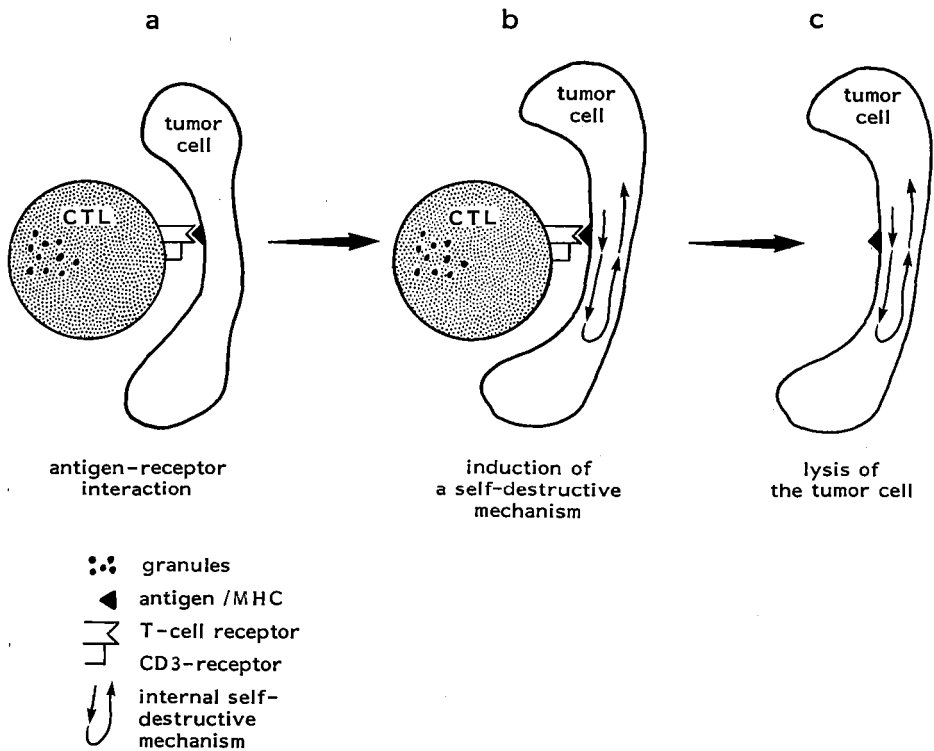 a
b
c
tumor
cell
CTL
tumor
cell
CTL
tumor
cell
antigen-receptor
interaction
induction of
a self-destructive
mechanism
lysis of
the tumor cell
granules
antigen /MHC
T-cell receptor
CD3-receptor
internal self-
destructive
mechanism